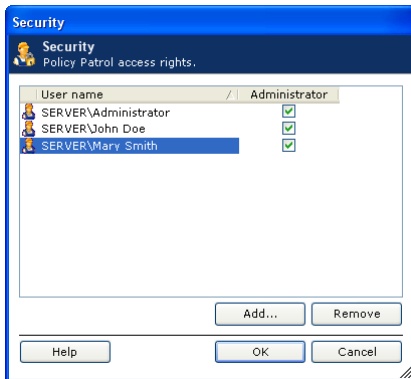 Security
Security
Policy Patrol access rights.
User name / Administrator
SERVER\Administrator
SERVER\John Doe
SERVER\Mary Smith
Add... Remove
Help OK Cancel